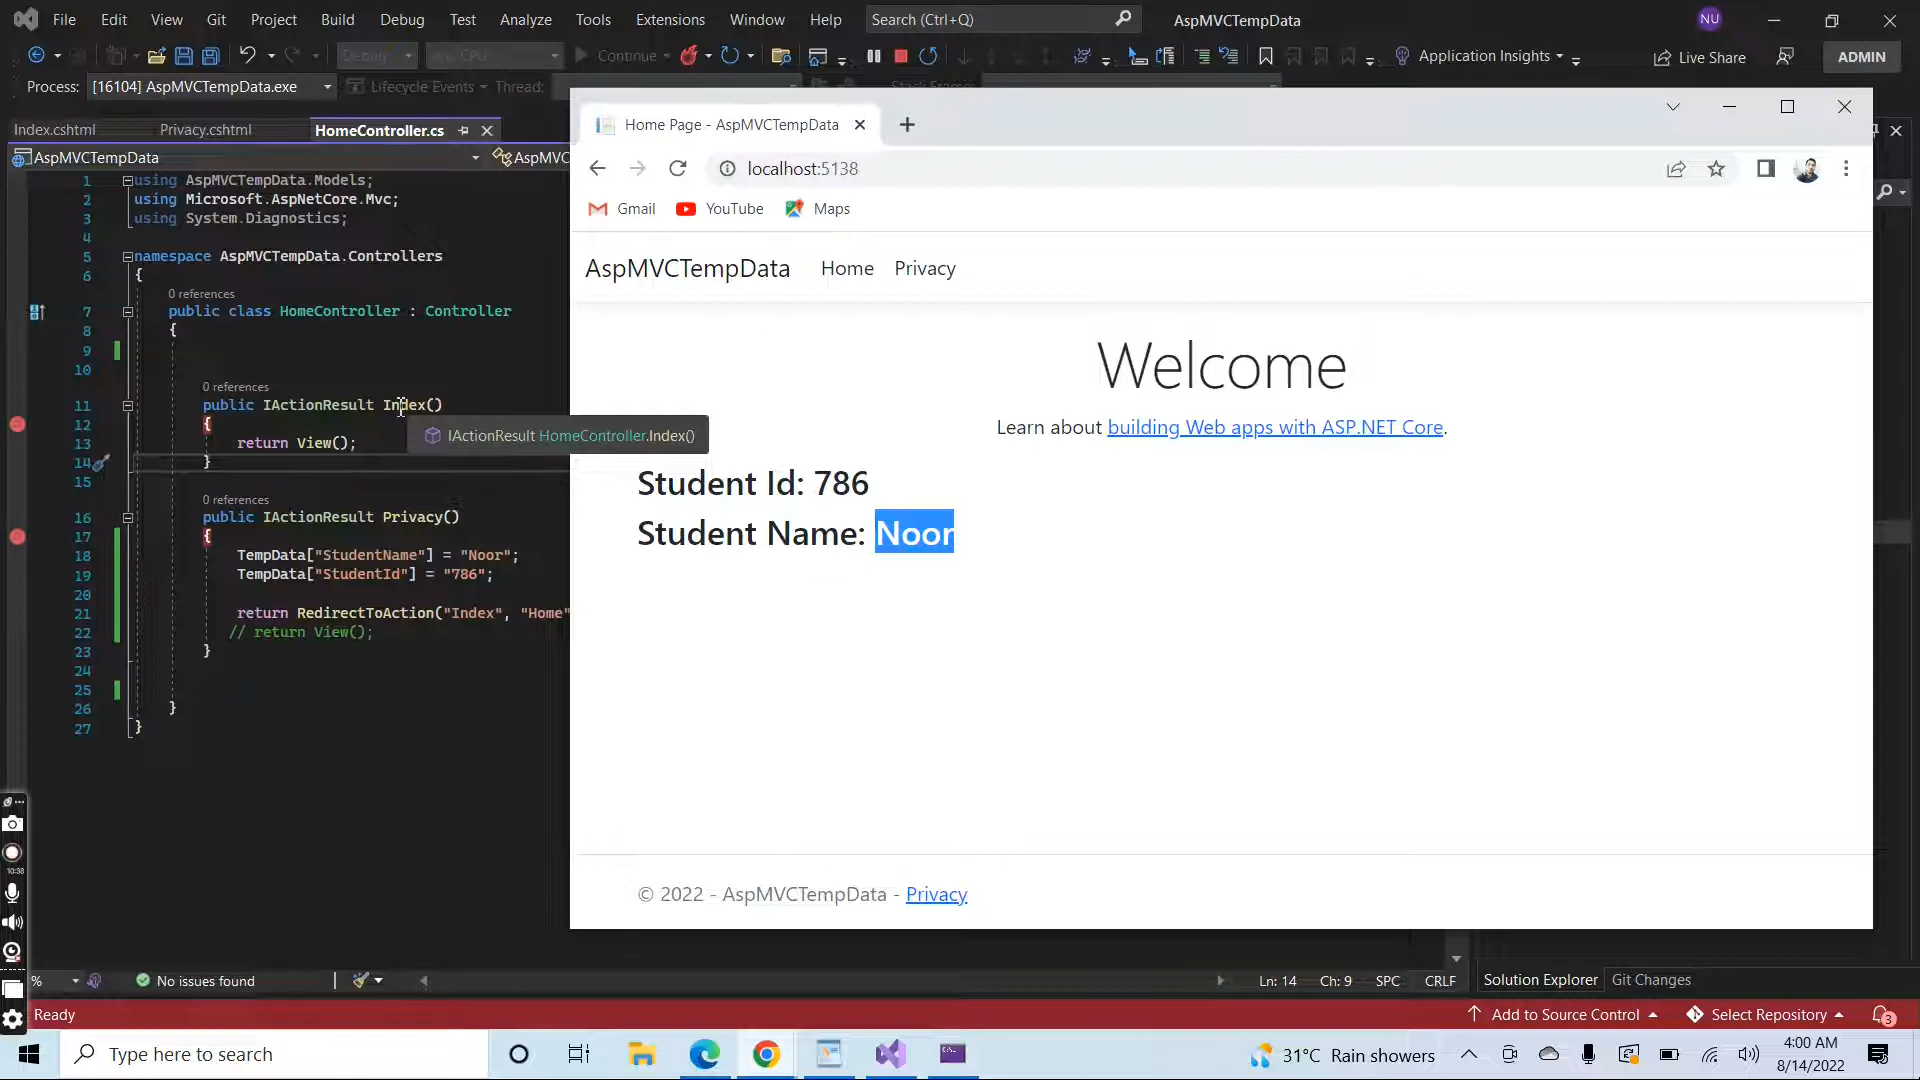 File Edit View Git Project Build Debug Test Analyze Tools Extensions Window Help Search (Ctrl+Q) AspMVCTempData NU
Debug Continue Application Insights Live Share ADMIN
Process: [16104] AspMVCTempData.exe Lifecycle Events Thread:
Index.cshtml Privacy.cshtml HomeController.cs
AspMVCTempData AspMVC
1 using AspMVCTempData.Models;
2 using Microsoft.AspNetCore.Mvc;
3 using System.Diagnostics;
4
5 namespace AspMVCTempData.Controllers
6 {
0 references
7 public class HomeController : Controller
8 {
9
10
0 references
11 public IActionResult Index()
12 {
13 return View();
14 }
15
0 references
16 public IActionResult Privacy()
17 {
18 TempData["StudentName"] = "Noor";
19 TempData["StudentId"] = "786";
20
21 return RedirectToAction("Index", "Home"
22 // return View();
23 }
24
25
26 }
27 }
IActionResult HomeController.Index()
Home Page - AspMVCTempData
localhost:5138
Gmail YouTube Maps
AspMVCTempData Home Privacy
Welcome
Learn about building Web apps with ASP.NET Core.
Student Id: 786
Student Name: Noor
© 2022 - AspMVCTempData - Privacy
10:38
% No issues found Ln: 14 Ch: 9 SPC CRLF Solution Explorer Git Changes
Ready Add to Source Control Select Repository 3
Type here to search 31°C Rain showers 4:00 AM
8/14/2022